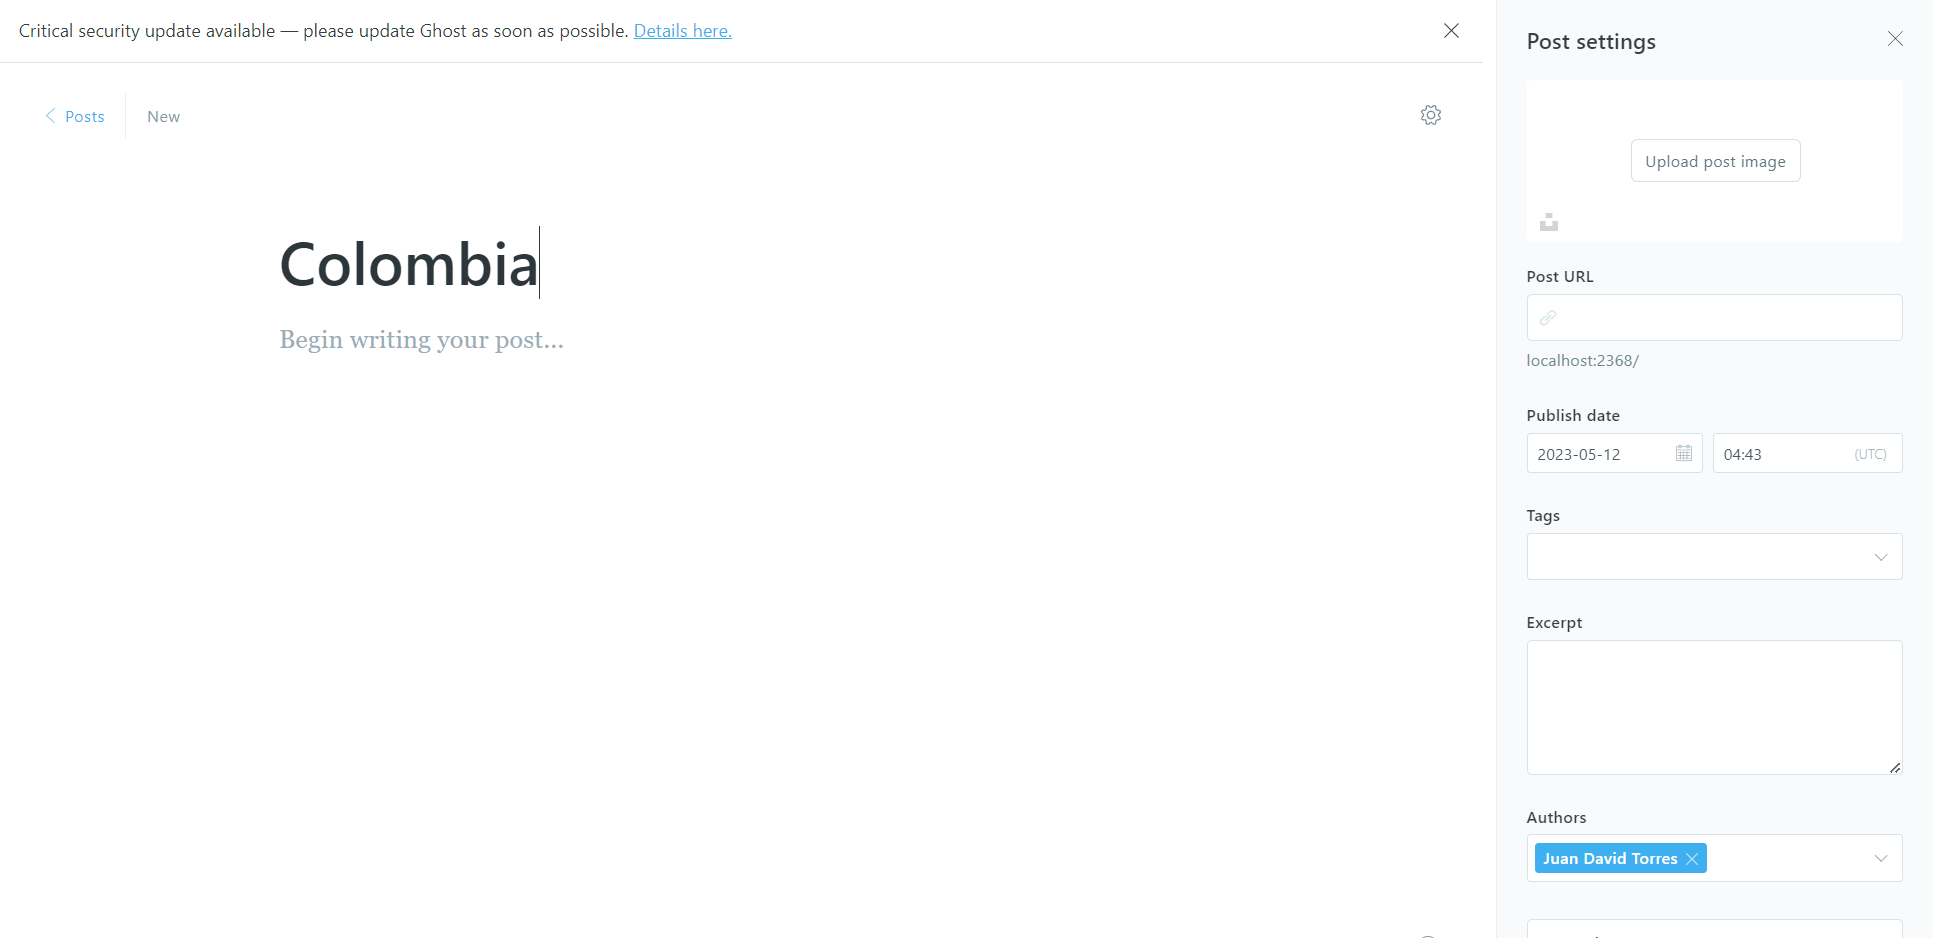 Critical security update available — please update Ghost as soon as possible. Details here.
Posts
New
Colombia
Begin writing your post...
Post settings
Upload post image
Post URL
localhost:2368/
Publish date
2023-05-12
04:43
(UTC)
Tags
Excerpt
Authors
Juan David Torres